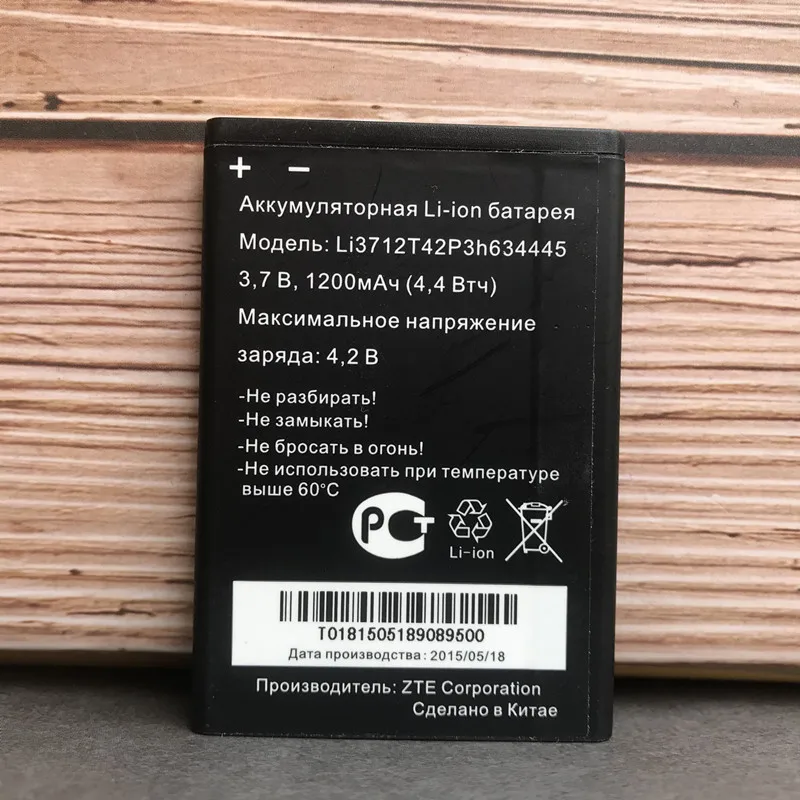 + −
Аккумуляторная Li-ion батарея
Модель: Li3712T42P3h634445
3,7 В, 1200мАч (4,4 Втч)
Максимальное напряжение
заряда: 4,2 В
-Не разбирать!
-Не замыкать!
-Не бросать в огонь!
-Не использовать при температуре
выше 60°C
РСТ
Li-ion
T0181505189089500
Дата производства: 2015/05/18
Производитель: ZTE Corporation
Сделано в Китае